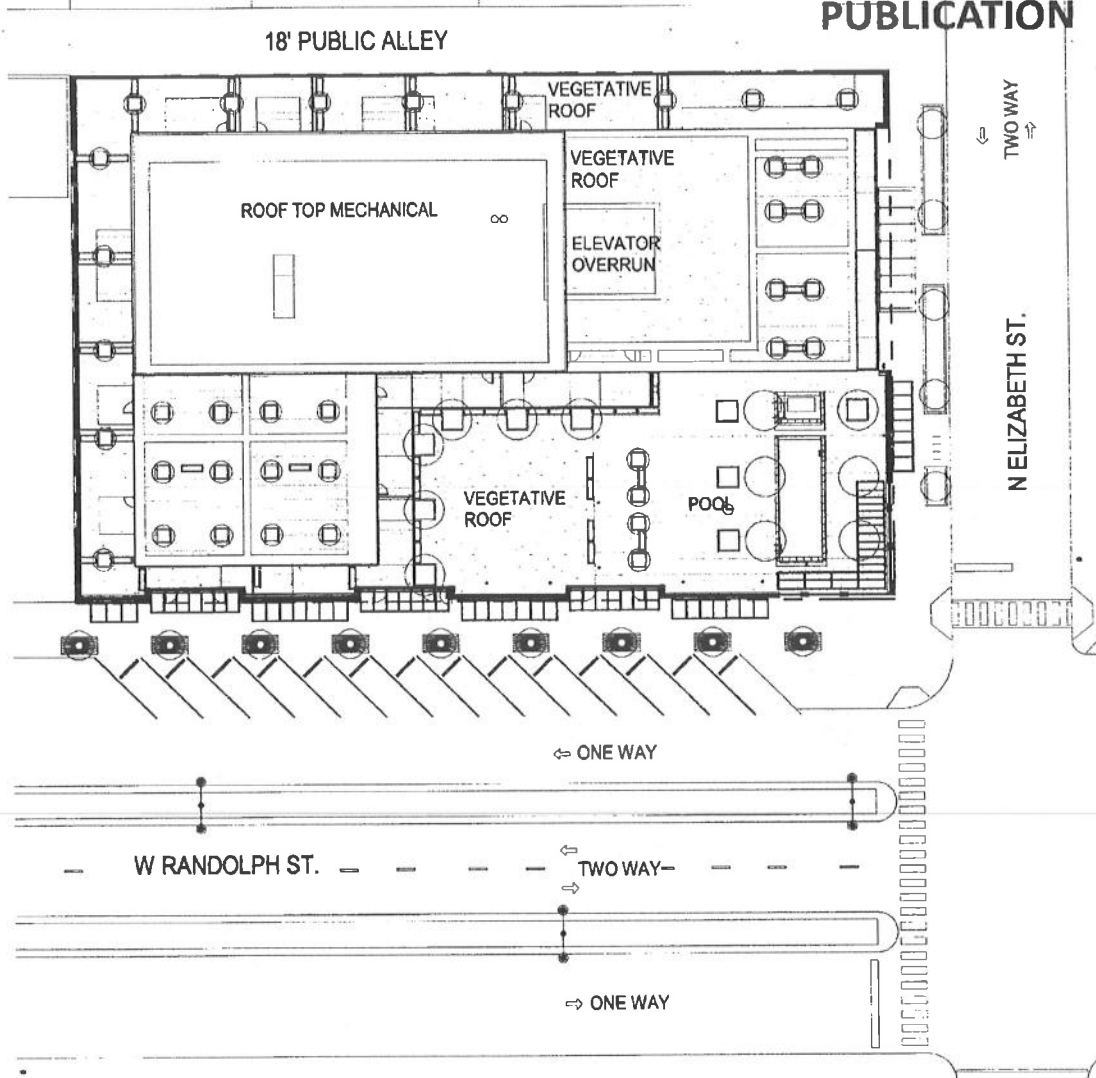 PUBLICATION
18' PUBLIC ALLEY
VEGETATIVE
ROOF
TWO WAY
VEGETATIVE
ROOF
ROOF TOP MECHANICAL
ELEVATOR
OVERRUN
N ELIZABETH ST.
VEGETATIVE
ROOF
POOL
ONE WAY
W RANDOLPH ST.
TWO WAY
ONE WAY